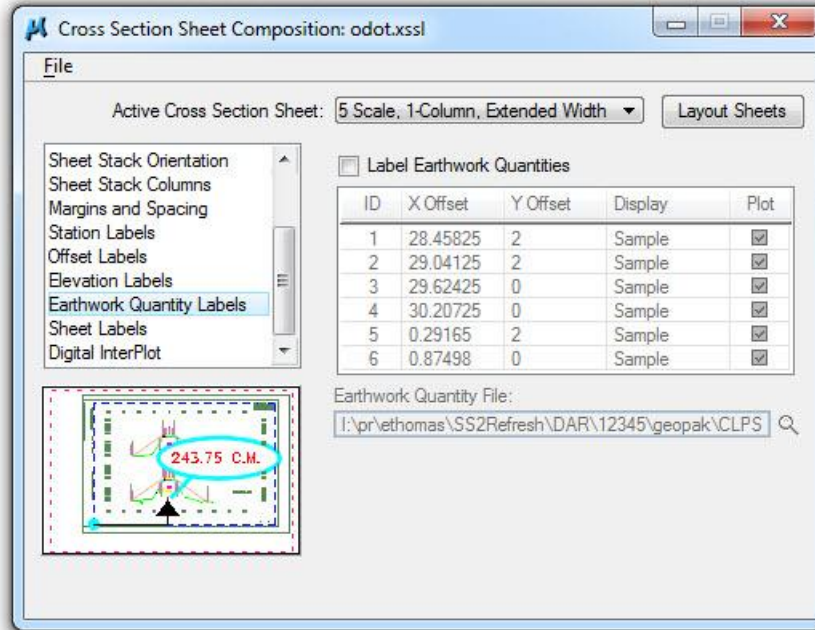 Cross Section Sheet Composition: odot.xssl
File
Active Cross Section Sheet: 5 Scale, 1-Column, Extended Width Layout Sheets
Sheet Stack Orientation
Sheet Stack Columns
Margins and Spacing
Station Labels
Offset Labels
Elevation Labels
Earthwork Quantity Labels
Sheet Labels
Digital InterPlot
Label Earthwork Quantities
ID X Offset Y Offset Display Plot
1 28.45825 2 Sample
2 29.04125 2 Sample
3 29.62425 0 Sample
4 30.20725 0 Sample
5 0.29165 2 Sample
6 0.87498 0 Sample
243.75 C.M.
Earthwork Quantity File:
I:\pr\ethomas\SS2Refresh\DAR\12345\geopak\CLPS